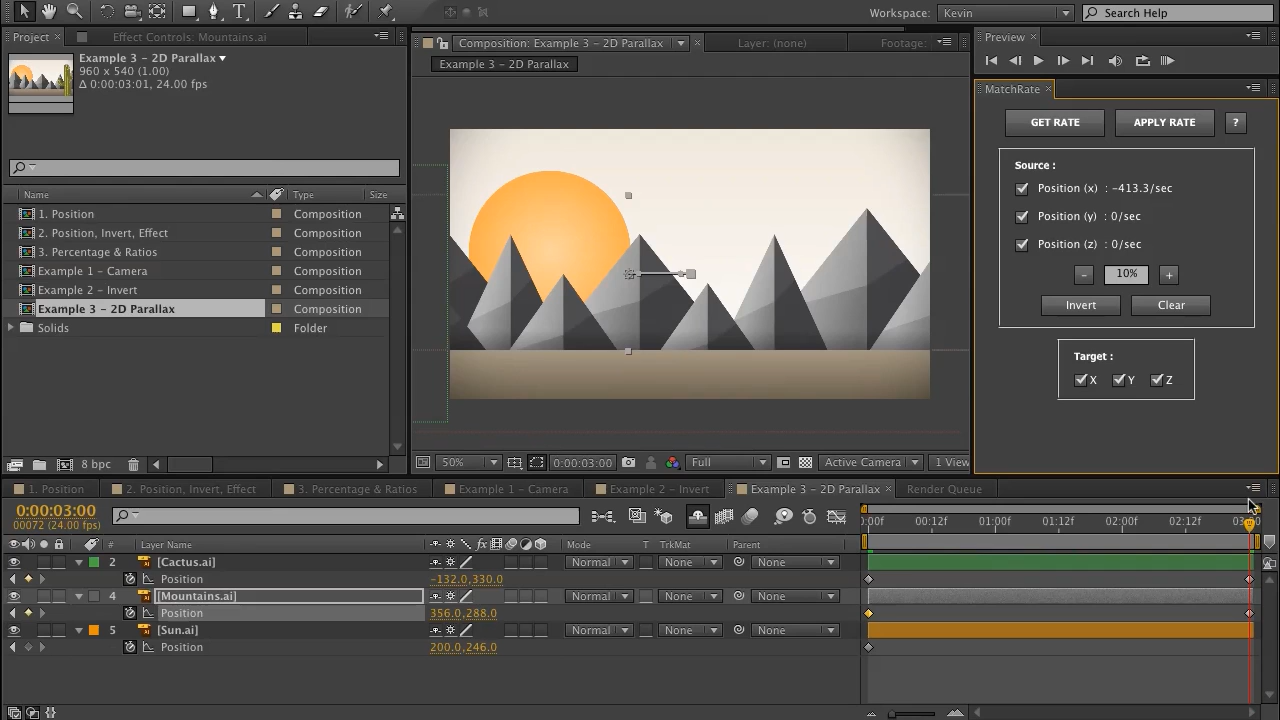 Workspace: Kevin Search Help
Project × Effect Controls: Mountains.ai
Example 3 – 2D Parallax
960 x 540 (1.00)
Δ 0:00:03:01, 24.00 fps
Name Type Size
1. Position Composition
2. Position, Invert, Effect Composition
3. Percentage & Ratios Composition
Example 1 – Camera Composition
Example 2 – Invert Composition
Example 3 – 2D Parallax Composition
Solids Folder
8 bpc
Composition: Example 3 – 2D Parallax × Layer: (none) Footage:
Example 3 – 2D Parallax
50% 0:00:03:00 Full Active Camera 1 View
Preview ×
MatchRate ×
GET RATE APPLY RATE ?
Source :
Position (x) : -413.3/sec
Position (y) : 0/sec
Position (z) : 0/sec
- 10% +
Invert Clear
Target :
X Y Z
1. Position 2. Position, Invert, Effect 3. Percentage & Ratios Example 1 – Camera Example 2 – Invert Example 3 – 2D Parallax × Render Queue
0:00:03:00
00072 (24.00 fps)
0:00f 00:12f 01:00f 01:12f 02:00f 02:12f 03:00
# Layer Name Mode T TrkMat Parent
2 [Cactus.ai] Normal None None
Position -132.0,330.0
4 [Mountains.ai] Normal None None
Position 356.0,288.0
5 [Sun.ai] Normal None None
Position 200.0,246.0